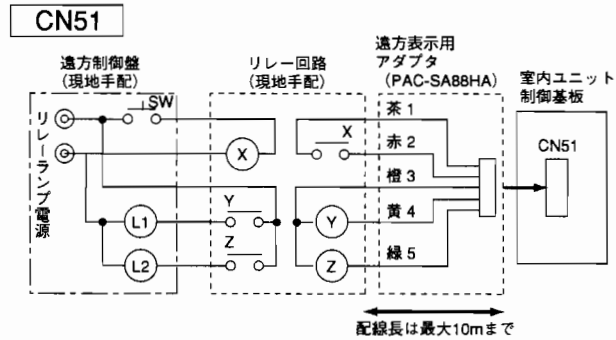 CN51
遠方制御盤
(現地手配)
リレー回路
(現地手配)
遠方表示用
アダプタ
(PAC-SA88HA)
室内ユニット
制御基板
リレーランプ電源
SW
X
X
茶 1
赤 2
橙 3
黄 4
緑 5
CN51
L1
Y
Y
L2
Z
Z
配線長は最大10mまで